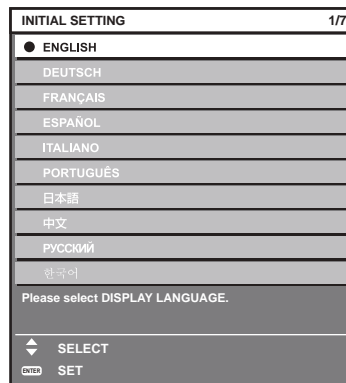 INITIAL SETTING 1/7
ENGLISH
DEUTSCH
FRANÇAIS
ESPAÑOL
ITALIANO
PORTUGUÊS
日本語
中文
РУССКИЙ
한국어
Please select DISPLAY LANGUAGE.
SELECT
ENTER SET